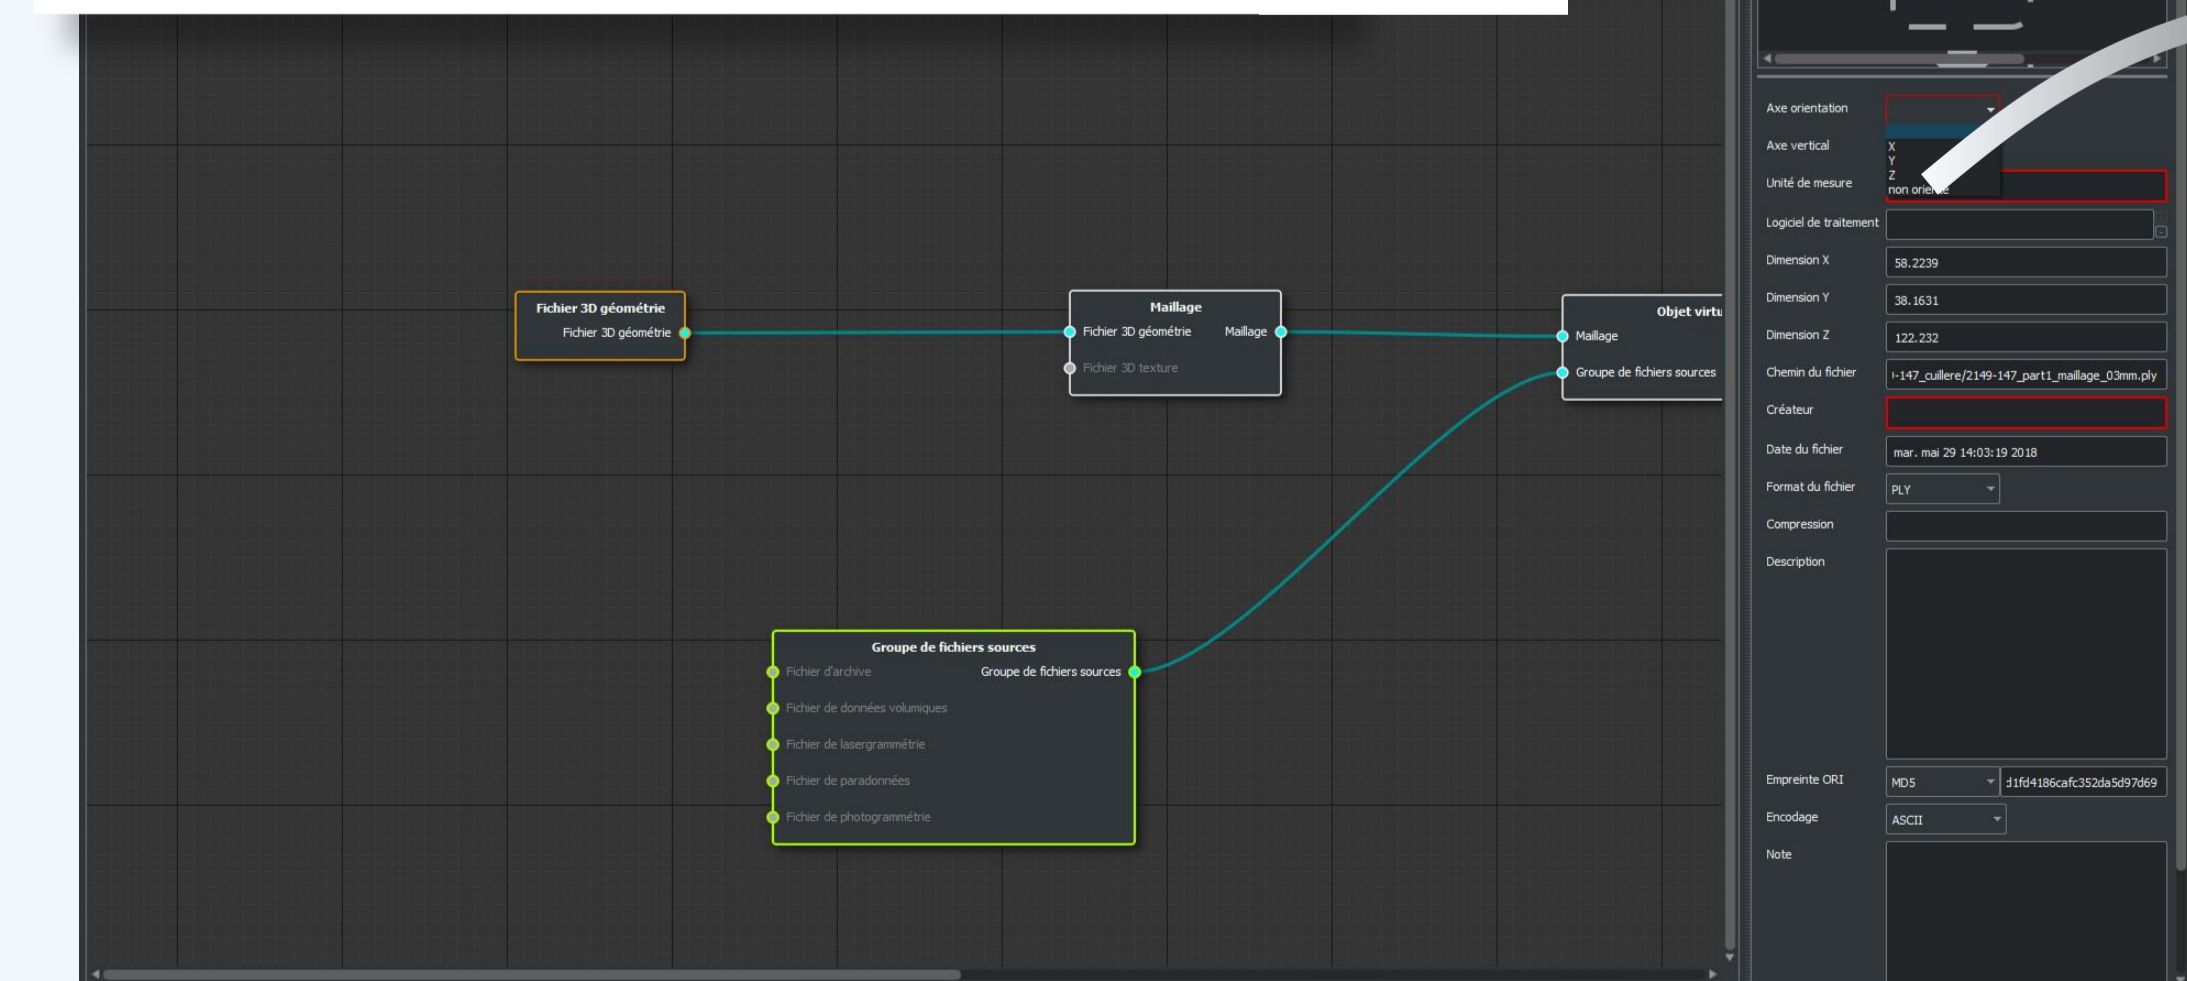 Fichier 3D géométrie
Fichier 3D géométrie
Maillage
Fichier 3D géométrie Maillage
Fichier 3D texture
Objet virtu
Maillage
Groupe de fichiers sources
Groupe de fichiers sources
Fichier d'archive Groupe de fichiers sources
Fichier de données volumiques
Fichier de lasergrammétrie
Fichier de paradonnées
Fichier de photogrammétrie
Axe orientation
Axe vertical
X
Y
Z
non oriente
Unité de mesure
Logiciel de traitement
Dimension X 58.2239
Dimension Y 38.1631
Dimension Z 122.232
Chemin du fichier -147_cuillere/2149-147_part1_maillage_03mm.ply
Créateur
Date du fichier mar. mai 29 14:03:19 2018
Format du fichier PLY
Compression
Description
Empreinte ORI MD5 d1fd4186cafc352da5d97d69
Encodage ASCII
Note